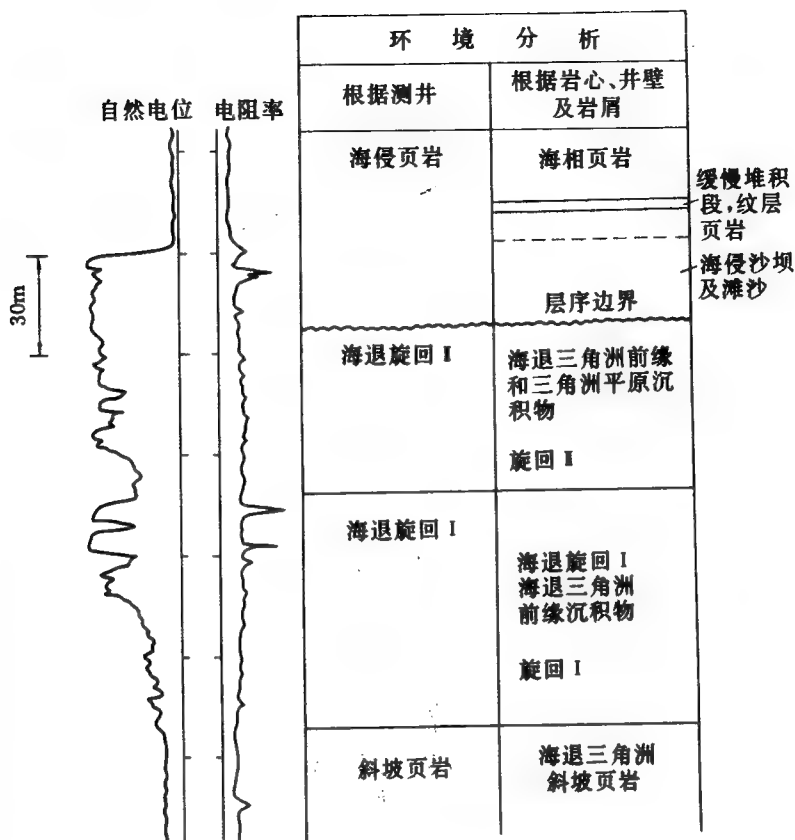 环 境 分 析
自然电位 电阻率
根据测井
根据岩心、井壁
及岩屑
海侵页岩
海相页岩
缓慢堆积
段,纹层
页岩
海侵沙坝
及滩沙
层序边界
30m
海退旋回 Ⅱ
海退三角洲前缘
和三角洲平原沉
积物
旋回 Ⅱ
海退旋回 Ⅰ
海退旋回 Ⅰ
海退三角洲
前缘沉积物
旋回 Ⅰ
斜坡页岩
海退三角洲
斜坡页岩